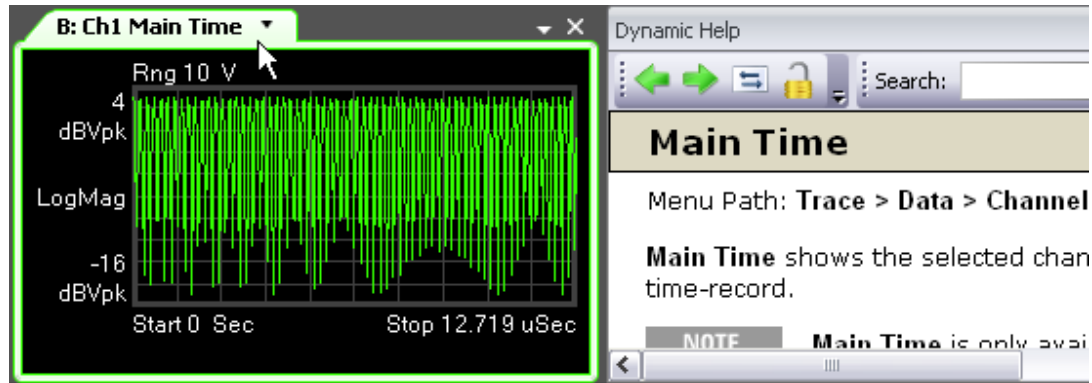 B: Ch1 Main Time
Rng 10 V
4
dBVpk
LogMag
-16
dBVpk
Start 0 Sec
Stop 12.719 uSec
Dynamic Help
Search:
Main Time
Menu Path: Trace > Data > Channel
Main Time shows the selected
time-record.
NOTE
Main Time is only